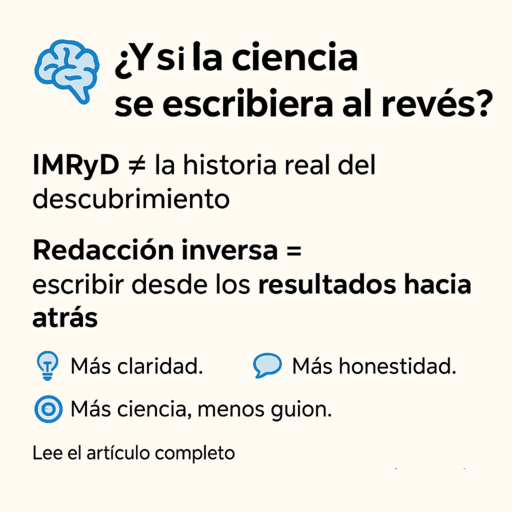 ¿Y si la ciencia
se escribiera al revés?
IMRyD ≠ la historia real del
descubrimiento
Redacción inversa =
escribir desde los resultados hacia
atrás
Más claridad.
Más honestidad.
Más ciencia, menos guion.
Lee el artículo completo